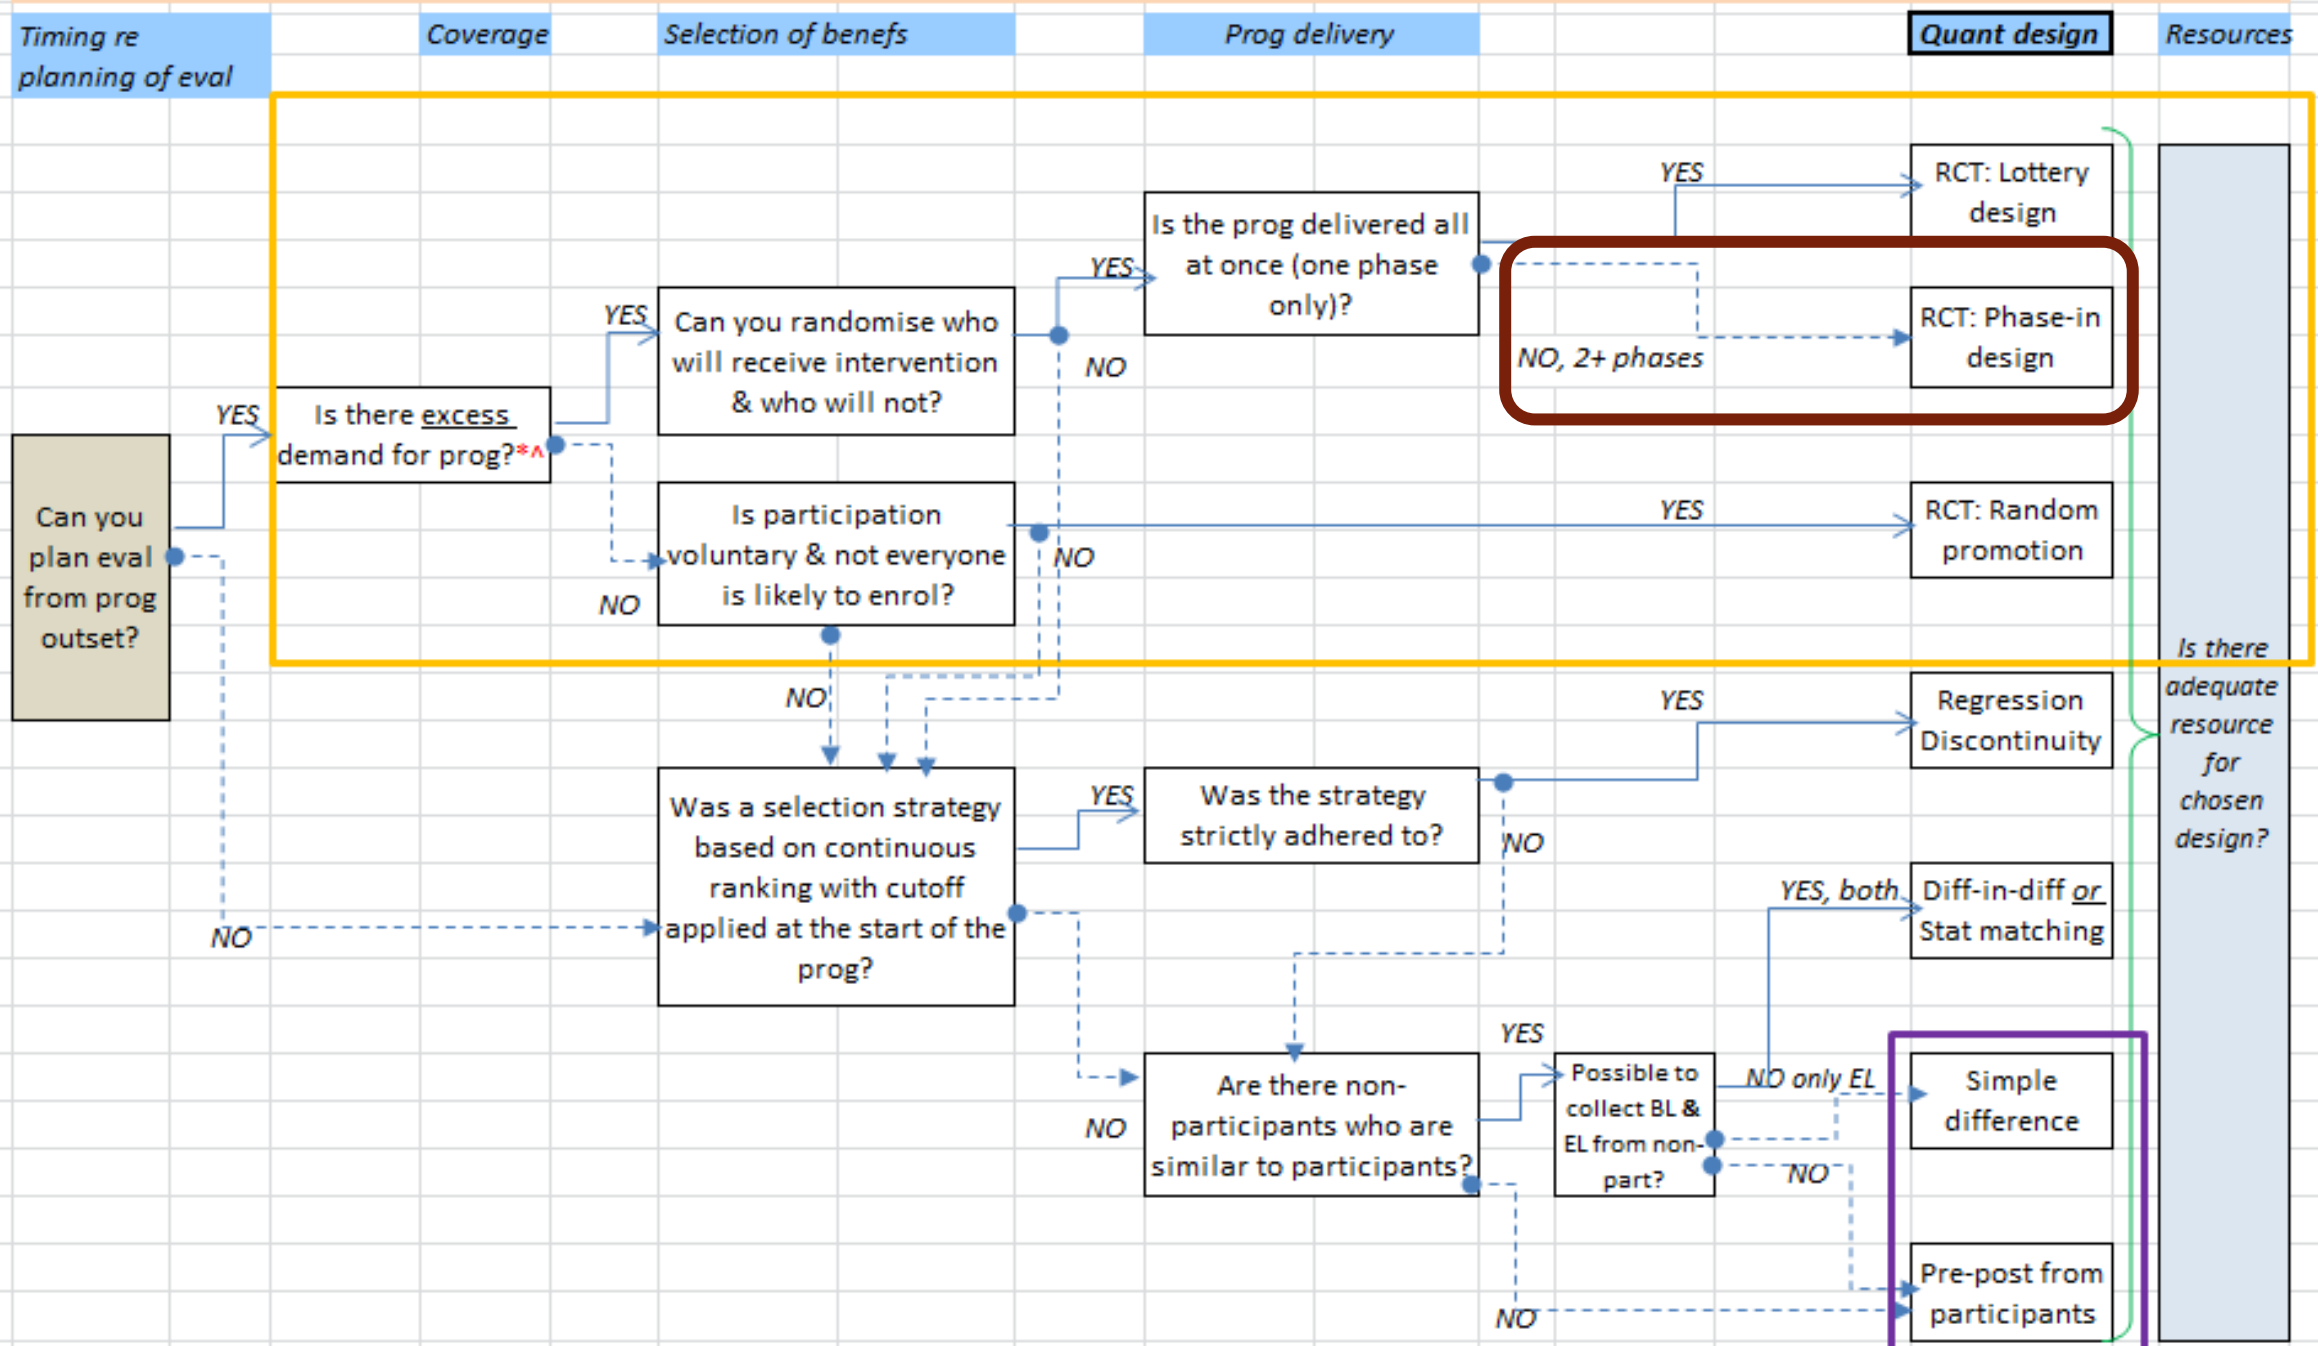 Timing re
planning of eval
Coverage
Selection of benefs
Prog delivery
Quant design
Resources
YES
RCT: Lottery
design
Is the prog delivered all
at once (one phase
only)?
YES
NO, 2+ phases
RCT: Phase-in
design
YES
Can you randomise who
will receive intervention
& who will not?
NO
YES
Is there excess
demand for prog?*^
Can you
plan eval
from prog
outset?
NO
Is participation
voluntary & not everyone
is likely to enrol?
NO
YES
RCT: Random
promotion
NO
NO
Was a selection strategy
based on continuous
ranking with cutoff
applied at the start of the
prog?
YES
Was the strategy
strictly adhered to?
NO
YES
Regression
Discontinuity
YES, both
Diff-in-diff or
Stat matching
NO
Are there non-
participants who are
similar to participants?
YES
Possible to
collect BL &
EL from non-
part?
NO only EL
Simple
difference
NO
NO
Pre-post from
participants
Is there
adequate
resource
for
chosen
design?